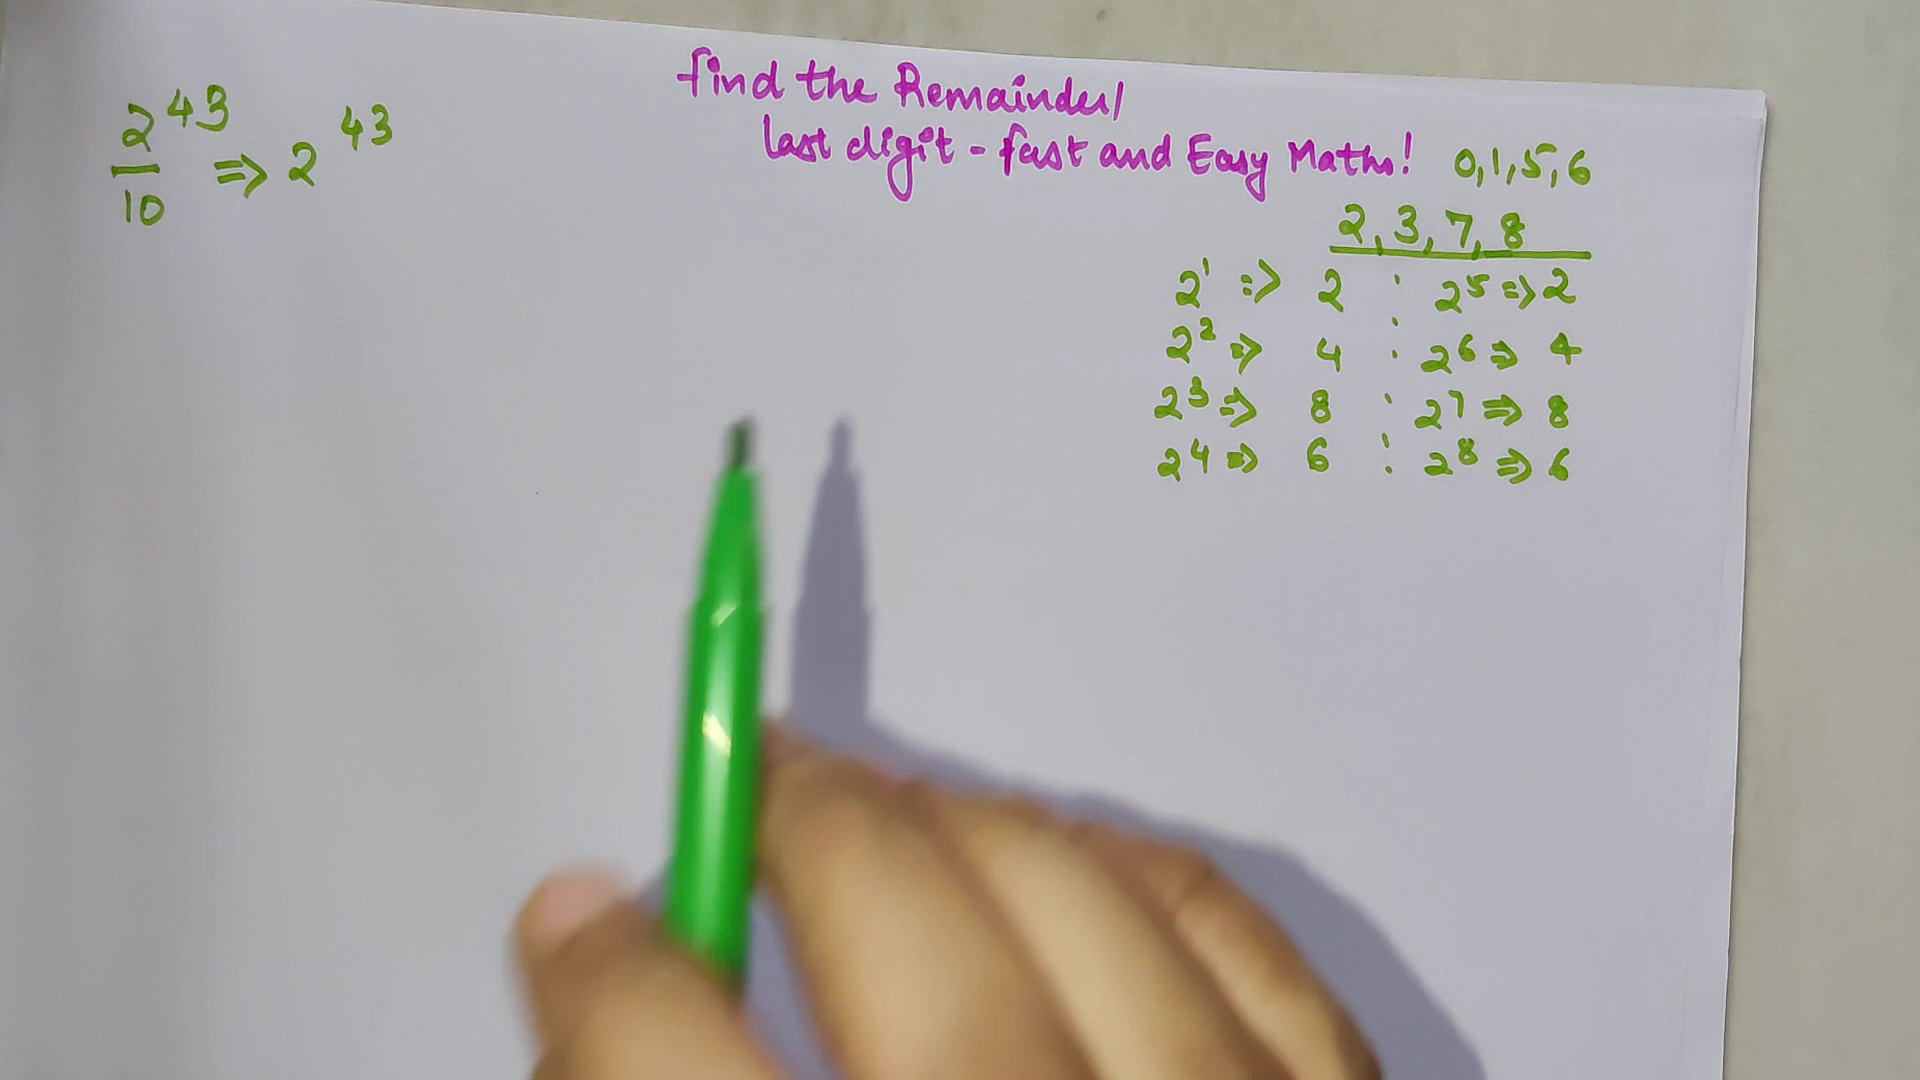 find the Remainder/
last digit - fast and Easy Maths!
2^43/10 => 2^43
0,1,5,6
2,3,7,8
2^1 => 2 : 2^5 => 2
2^2 => 4 : 2^6 => 4
2^3 => 8 : 2^7 => 8
2^4 => 6 : 2^8 => 6